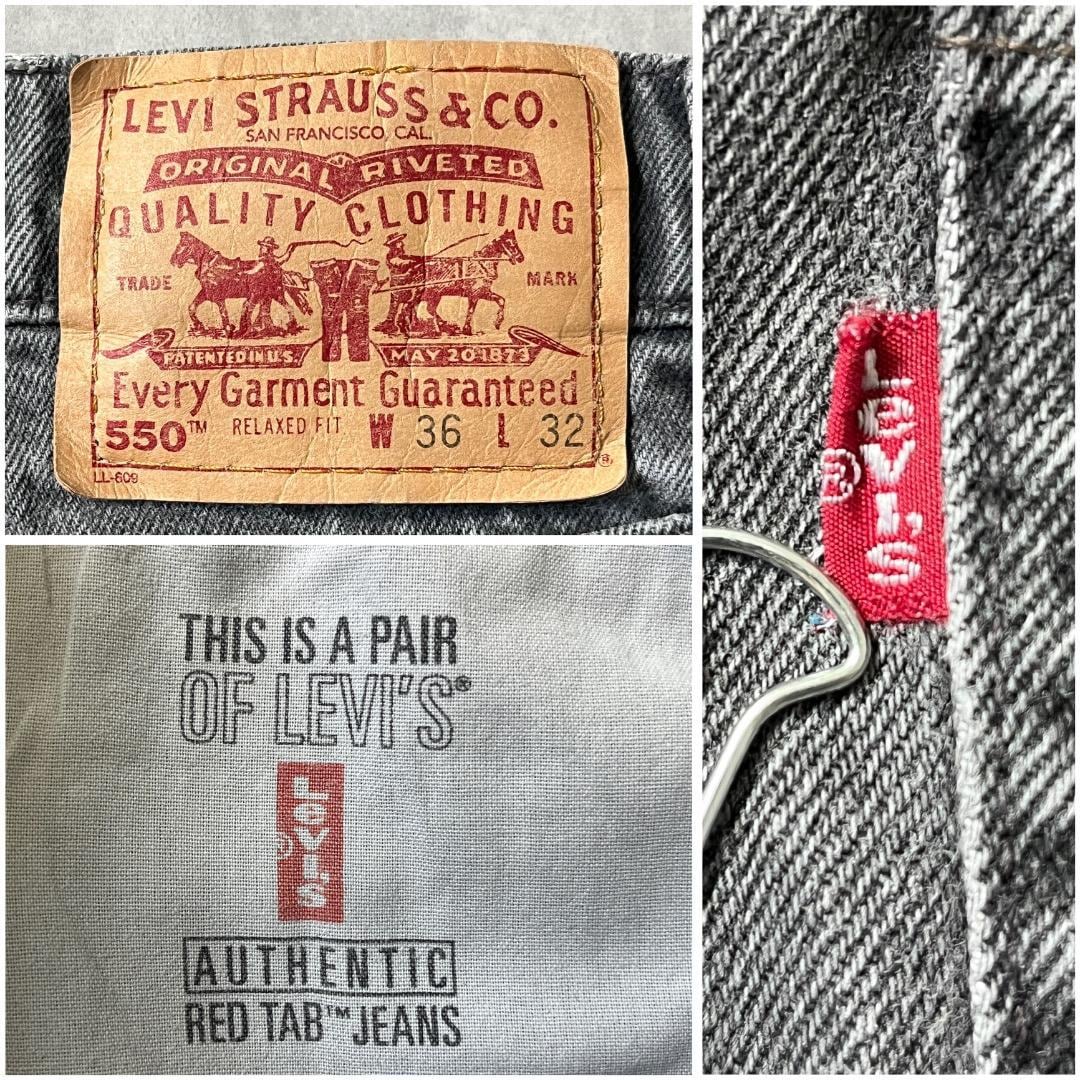 LEVI STRAUSS & CO.
SAN FRANCISCO, CAL.
ORIGINAL RIVETED
QUALITY CLOTHING
TRADE MARK
PATENTED IN U.S. MAY 20 1873
Every Garment Guaranteed
550™ RELAXED FIT W 36 L 32
LL-609 ®
LeVI'S
®
THIS IS A PAIR
OF LEVI'S®
LeVI'S
AUTHENTIC
RED TAB™ JEANS